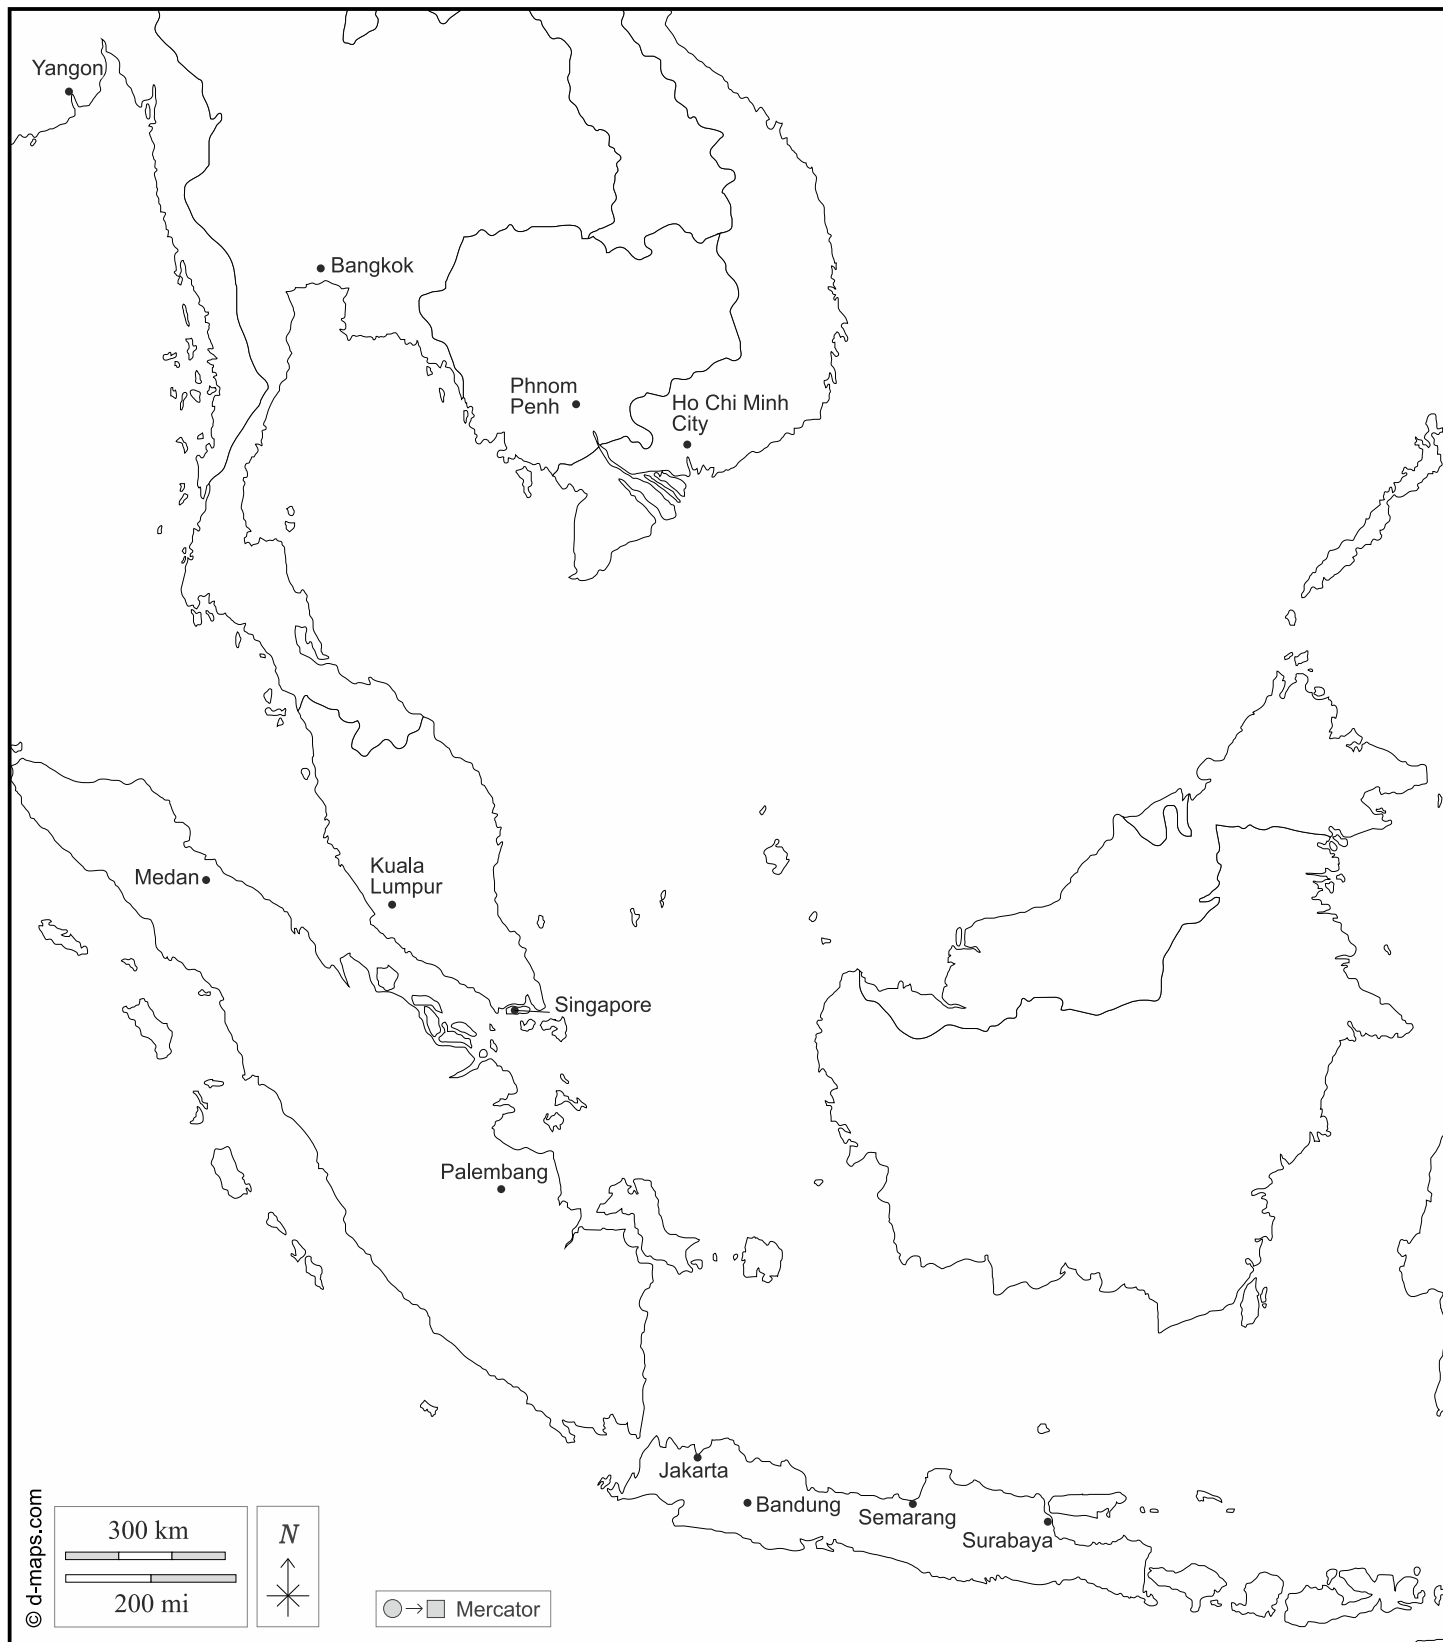 Yangon
Bangkok
Phnom
Penh
Ho Chi Minh
City
Medan
Kuala
Lumpur
Singapore
Palembang
Jakarta
Bandung
Semarang
Surabaya
© d-maps.com
300 km
200 mi
N
Mercator